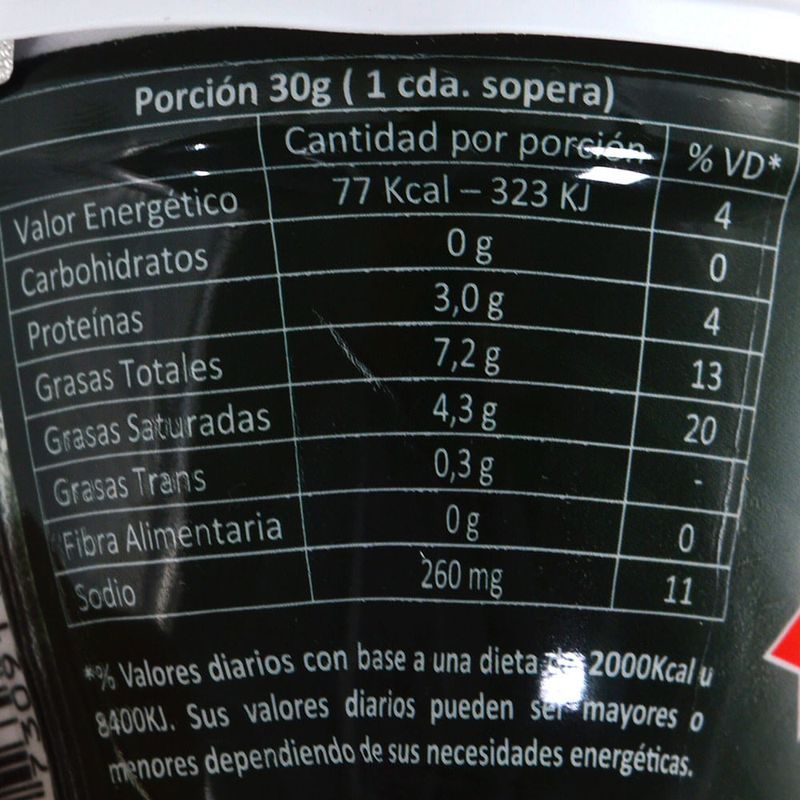 Porción 30g ( 1 cda. sopera)
Cantidad por porción % VD*
Valor Energético 77 Kcal – 323 KJ 4
Carbohidratos 0 g 0
Proteínas 3,0 g 4
Grasas Totales 7,2 g 13
Grasas Saturadas 4,3 g 20
Grasas Trans 0,3 g -
Fibra Alimentaria 0 g 0
Sodio 260 mg 11
*% Valores diarios con base a una dieta 2000Kcal u
8400KJ. Sus valores diarios pueden ser mayores o
menores dependiendo de sus necesidades energéticas.